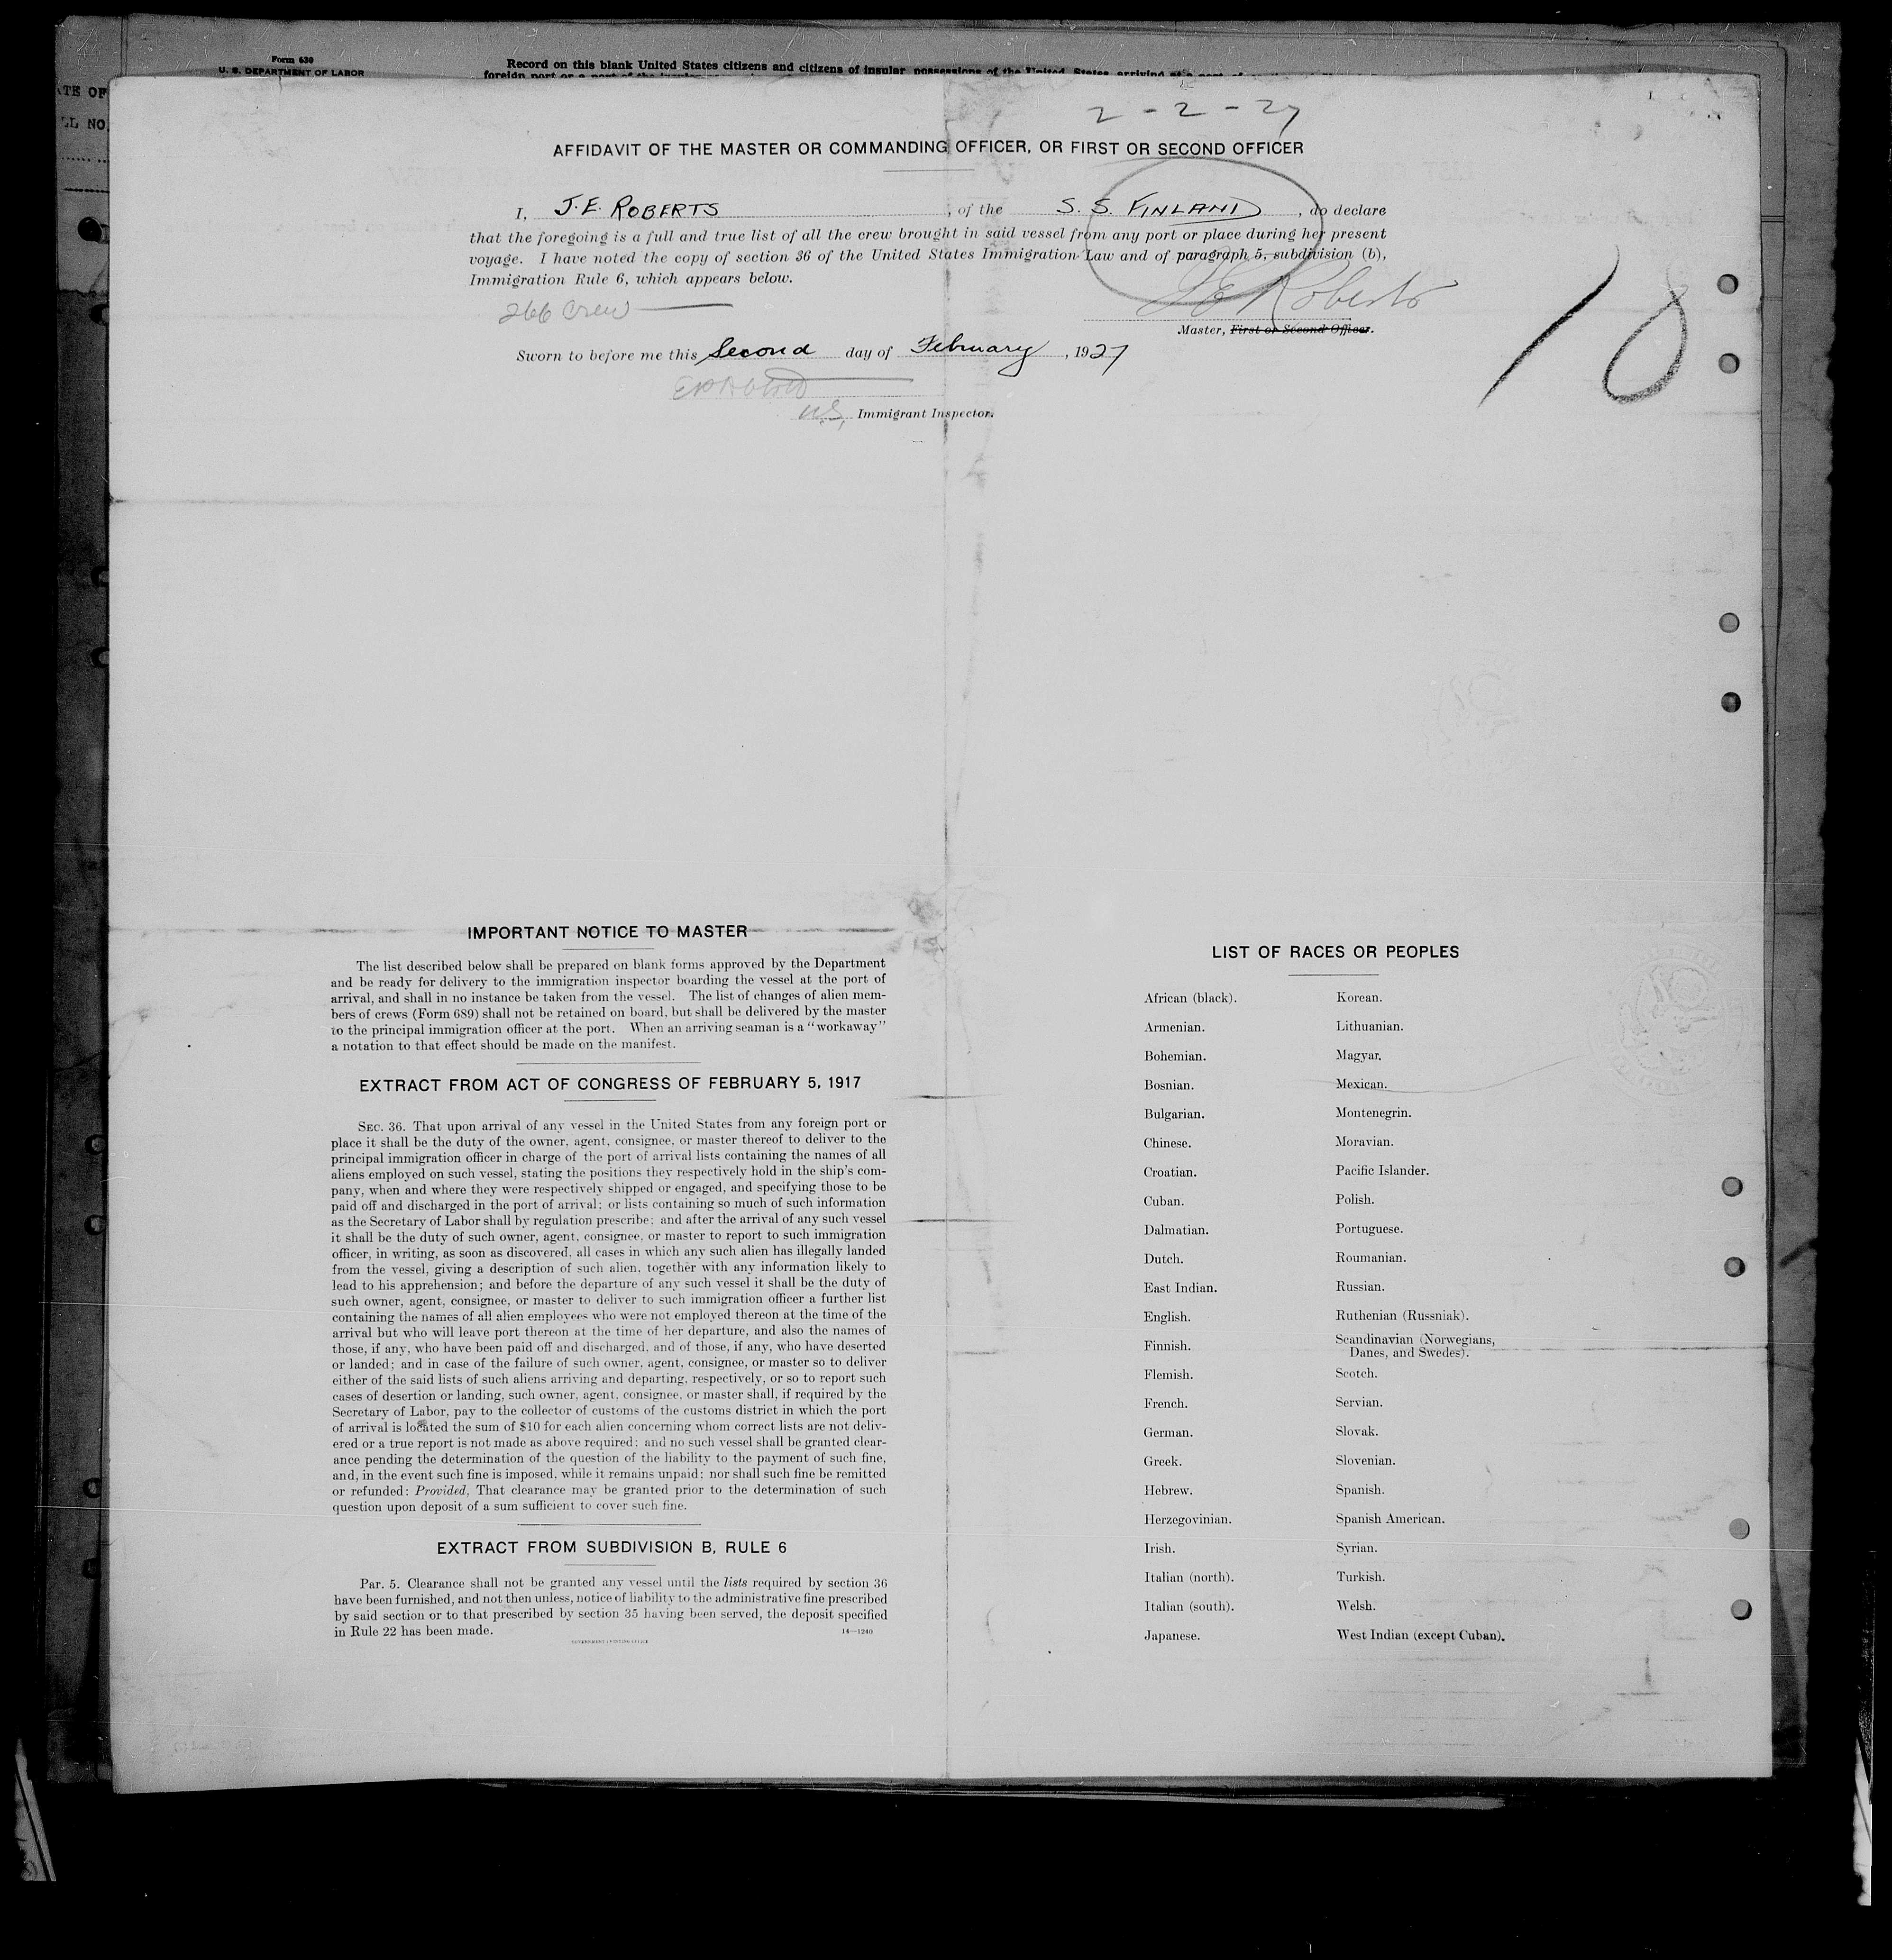 Form 630
U. S. DEPARTMENT OF LABOR
Record on this blank United States citizens and citizens of insular possessions of the United States, arriving at a port of
2-2-27
AFFIDAVIT OF THE MASTER OR COMMANDING OFFICER, OR FIRST OR SECOND OFFICER
I, J. E. ROBERTS, of the S. S. FINLAND, do declare
that the foregoing is a full and true list of all the crew brought in said vessel from any port or place during her present
voyage. I have noted the copy of section 36 of the United States Immigration Law and of paragraph 5, subdivision (b),
Immigration Rule 6, which appears below.
266 Crew
J E Roberts
Master, First or Second Officer.
18
Sworn to before me this Second day of February, 1927
U.S. Immigrant Inspector.
IMPORTANT NOTICE TO MASTER
The list described below shall be prepared on blank forms approved by the Department
and be ready for delivery to the immigration inspector boarding the vessel at the port of
arrival, and shall in no instance be taken from the vessel. The list of changes of alien mem-
bers of crews (Form 689) shall not be retained on board, but shall be delivered by the master
to the principal immigration officer at the port. When an arriving seaman is a "workaway"
a notation to that effect should be made on the manifest.
EXTRACT FROM ACT OF CONGRESS OF FEBRUARY 5, 1917
SEC. 36. That upon arrival of any vessel in the United States from any foreign port or
place it shall be the duty of the owner, agent, consignee, or master thereof to deliver to the
principal immigration officer in charge of the port of arrival lists containing the names of all
aliens employed on such vessel, stating the positions they respectively hold in the ship's com-
pany, when and where they were respectively shipped or engaged, and specifying those to be
paid off and discharged in the port of arrival; or lists containing so much of such information
as the Secretary of Labor shall by regulation prescribe; and after the arrival of any such vessel
it shall be the duty of such owner, agent, consignee, or master to report to such immigration
officer, in writing, as soon as discovered, all cases in which any such alien has illegally landed
from the vessel, giving a description of such alien, together with any information likely to
lead to his apprehension; and before the departure of any such vessel it shall be the duty of
such owner, agent, consignee, or master to deliver to such immigration officer a further list
containing the names of all alien employees who were not employed thereon at the time of the
arrival but who will leave port thereon at the time of her departure, and also the names of
those, if any, who have been paid off and discharged, and of those, if any, who have deserted
or landed; and in case of the failure of such owner, agent, consignee, or master so to deliver
either of the said lists of such aliens arriving and departing, respectively, or so to report such
cases of desertion or landing, such owner, agent, consignee, or master shall, if required by the
Secretary of Labor, pay to the collector of customs of the customs district in which the port
of arrival is located the sum of $10 for each alien concerning whom correct lists are not deliv-
ered or a true report is not made as above required; and no such vessel shall be granted clear-
ance pending the determination of the question of the liability to the payment of such fine,
and, in the event such fine is imposed, while it remains unpaid; nor shall such fine be remitted
or refunded: Provided, That clearance may be granted prior to the determination of such
question upon deposit of a sum sufficient to cover such fine.
EXTRACT FROM SUBDIVISION B, RULE 6
Par. 5. Clearance shall not be granted any vessel until the lists required by section 36
have been furnished, and not then unless, notice of liability to the administrative fine prescribed
by said section or to that prescribed by section 35 having been served, the deposit specified
in Rule 22 has been made.
14—1240
GOVERNMENT PRINTING OFFICE
LIST OF RACES OR PEOPLES
African (black).
Armenian.
Bohemian.
Bosnian.
Bulgarian.
Chinese.
Croatian.
Cuban.
Dalmatian.
Dutch.
East Indian.
English.
Finnish.
Flemish.
French.
German.
Greek.
Hebrew.
Herzegovinian.
Irish.
Italian (north).
Italian (south).
Japanese.
Korean.
Lithuanian.
Magyar.
Mexican.
Montenegrin.
Moravian.
Pacific Islander.
Polish.
Portuguese.
Roumanian.
Russian.
Ruthenian (Russniak).
Scandinavian (Norwegians,
Danes, and Swedes).
Scotch.
Servian.
Slovak.
Slovenian.
Spanish.
Spanish American.
Syrian.
Turkish.
Welsh.
West Indian (except Cuban).